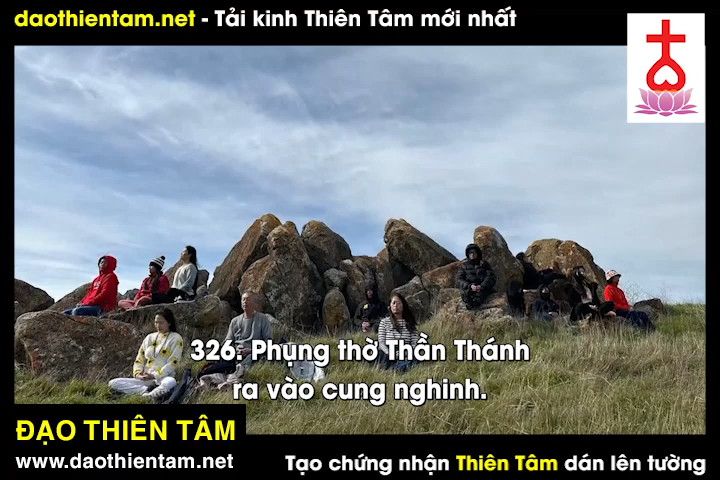 daothientam.net - Tải kinh Thiên Tâm mới nhất
326. Phụng thờ Thần Thánh
ra vào cung nghinh.
ĐẠO THIÊN TÂM
www.daothientam.net
Tạo chứng nhận Thiên Tâm dán lên tường